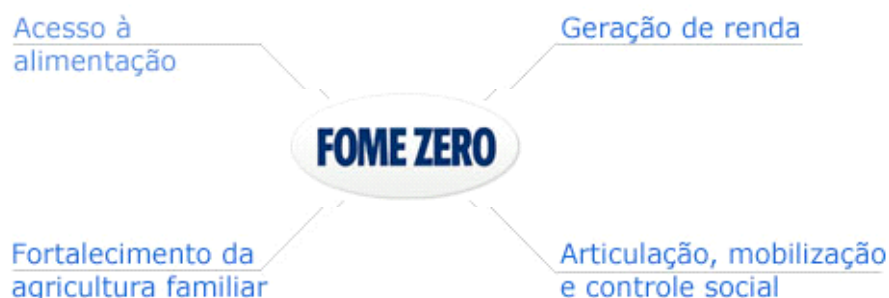 Acesso à
alimentação
Geração de renda
FOME ZERO
Fortalecimento da
agricultura familiar
Articulação, mobilização
e controle social